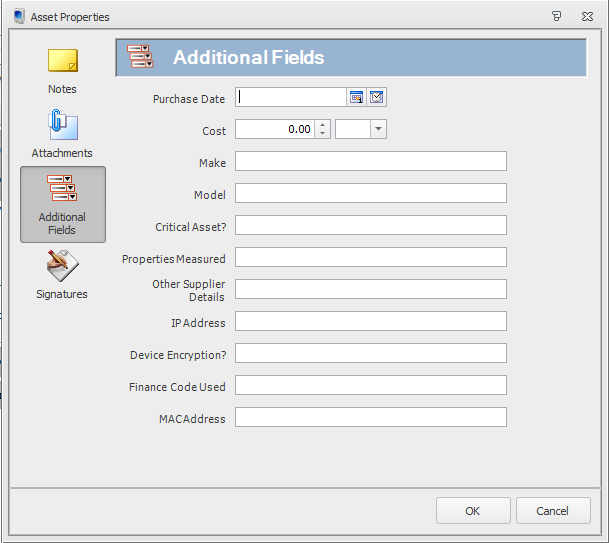 Asset Properties
Notes
Attachments
Additional
Fields
Signatures
Additional Fields
Purchase Date
Cost 0.00
Make
Model
Critical Asset?
Properties Measured
Other Supplier
Details
IP Address
Device Encryption?
Finance Code Used
MACAddress
OK Cancel